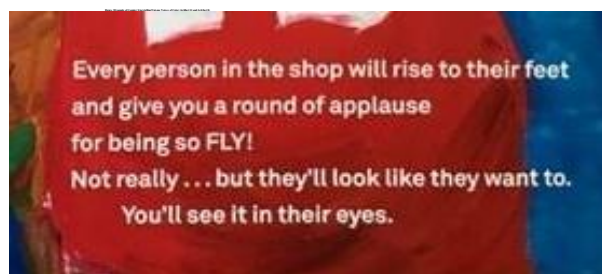 Every person in the shop will rise to their feet
and give you a round of applause
for being so FLY!
Not really . . . but they'll look like they want to.
You'll see it in their eyes.